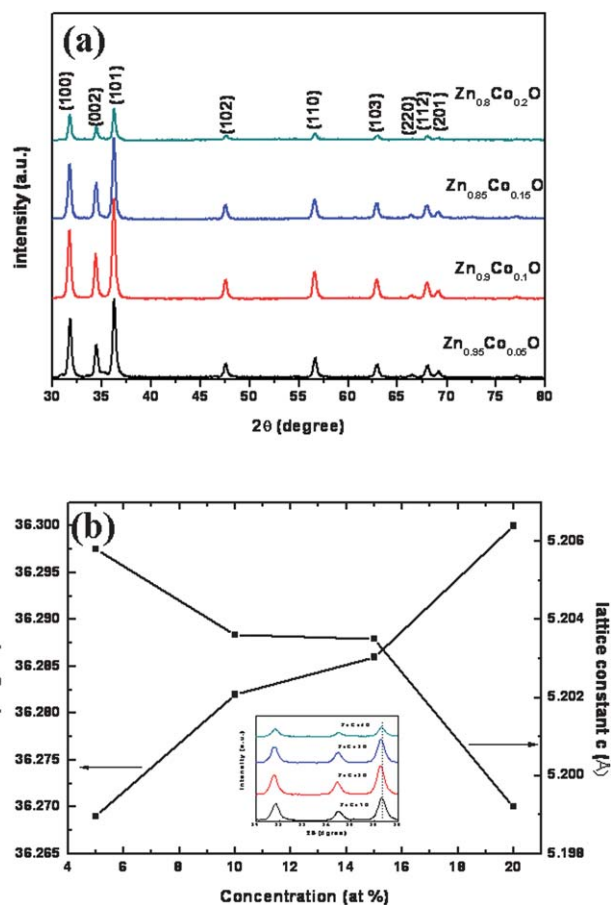 (a)
{100}
{002}
{101}
{102}
{110}
{103}
{220}
{112}
{201}
Zn0.8Co0.2O
Zn0.85Co0.15O
Zn0.9Co0.1O
Zn0.95Co0.05O
intensity (a.u.)
30 35 40 45 50 55 60 65 70 75 80
2θ (degree)
(b)
36.300
36.295
36.290
36.285
36.280
36.275
36.270
36.265
5.206
5.204
5.202
5.200
5.198
lattice constant c (Å)
Intensity (a.u.)
4 6 8 10 12 14 16 18 20
Concentration (at %)